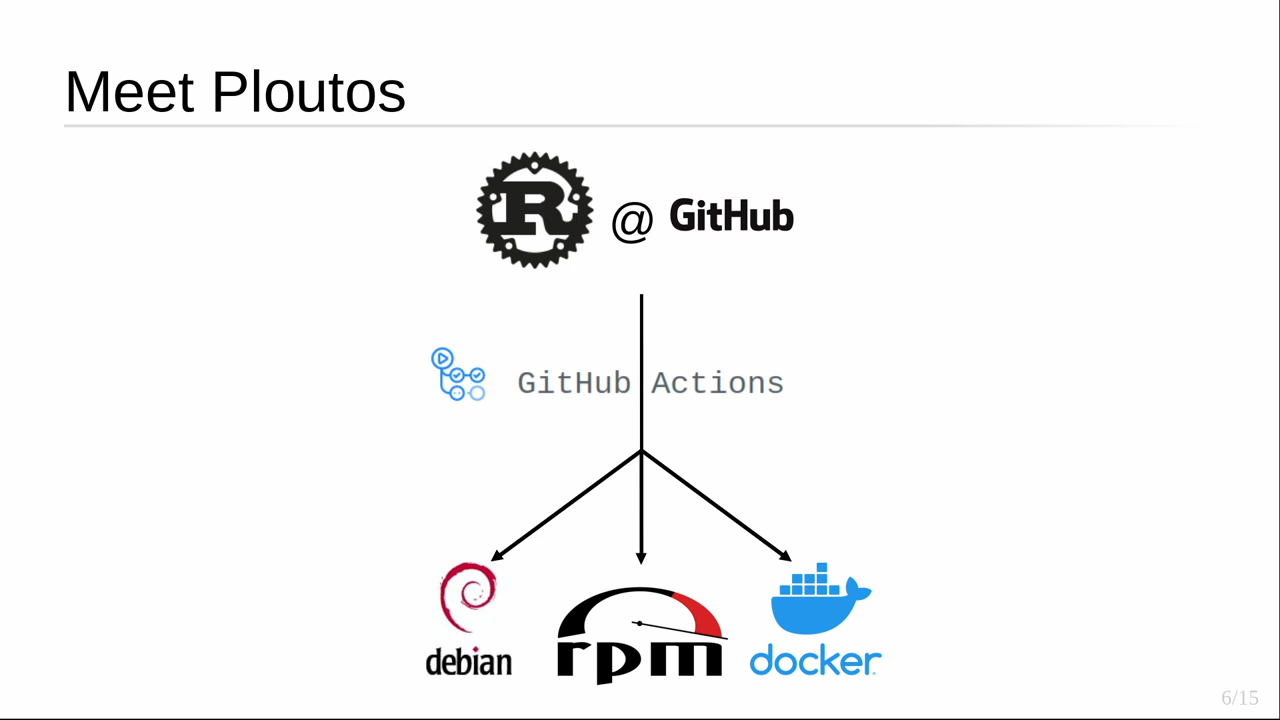 Meet Ploutos
R @ GitHub
GitHub Actions
debian rpm docker
6/15